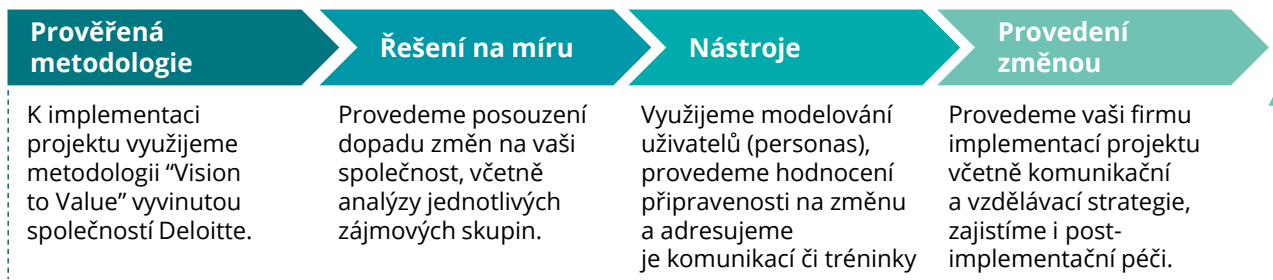 Prověřená
metodologie
K implementaci
projektu využijeme
metodologii “Vision
to Value” vyvinutou
společností Deloitte.
Řešení na míru
Provedeme posouzení
dopadu změn na vaši
společnost, včetně
analýzy jednotlivých
zájmových skupin.
Nástroje
Využijeme modelování
uživatelů (personas),
provedeme hodnocení
připravenosti na změnu
a adresujeme
je komunikací či tréninky
Provedení
změnou
Provedeme vaši firmu
implementací projektu
včetně komunikační
a vzdělávací strategie,
zajistíme i post-
implementační péči.